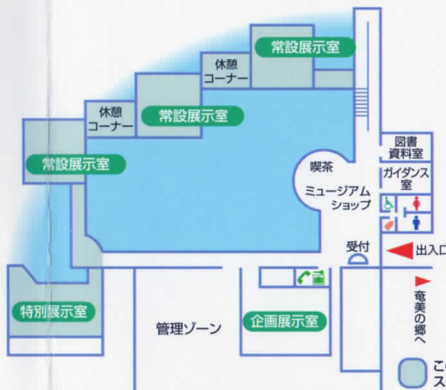 常設展示室
休憩
コーナー
常設展示室
休憩
コーナー
常設展示室
図書
資料室
喫茶
ガイダンス
室
ミュージアム
ショップ
受付
出入口
特別展示室
管理ゾーン
企画展示室
奄美の郷へ
こ
ス